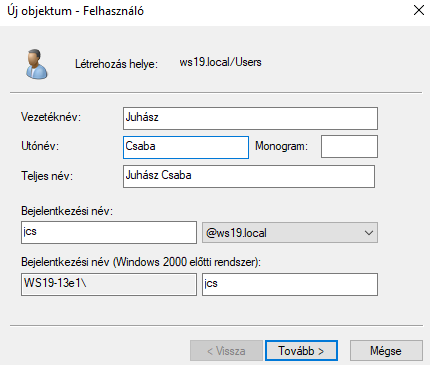 Új objektum - Felhasználó
Létrehozás helye: ws19.local/Users
Vezetéknév: Juhász
Utónév: Csaba Monogram:
Teljes név: Juhász Csaba
Bejelentkezési név:
jcs @ws19.local
Bejelentkezési név (Windows 2000 előtti rendszer):
WS19-13e1\ jcs
< Vissza Tovább > Mégse